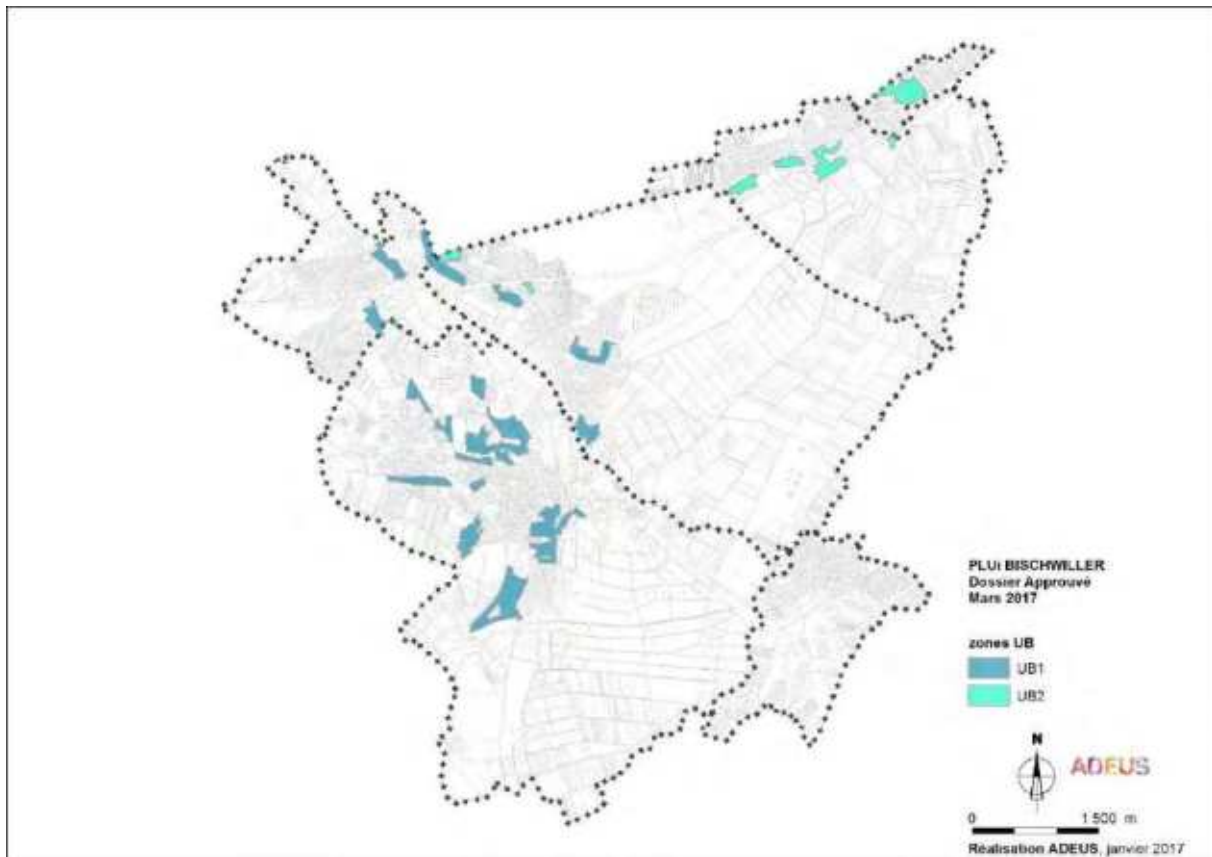 PLUi BISCHWILLER
Dossier Approuvé
Mars 2017
zones UB
UB1
UB2
N
ADEUS
0 1 500 m
Réalisation ADEUS, janvier 2017